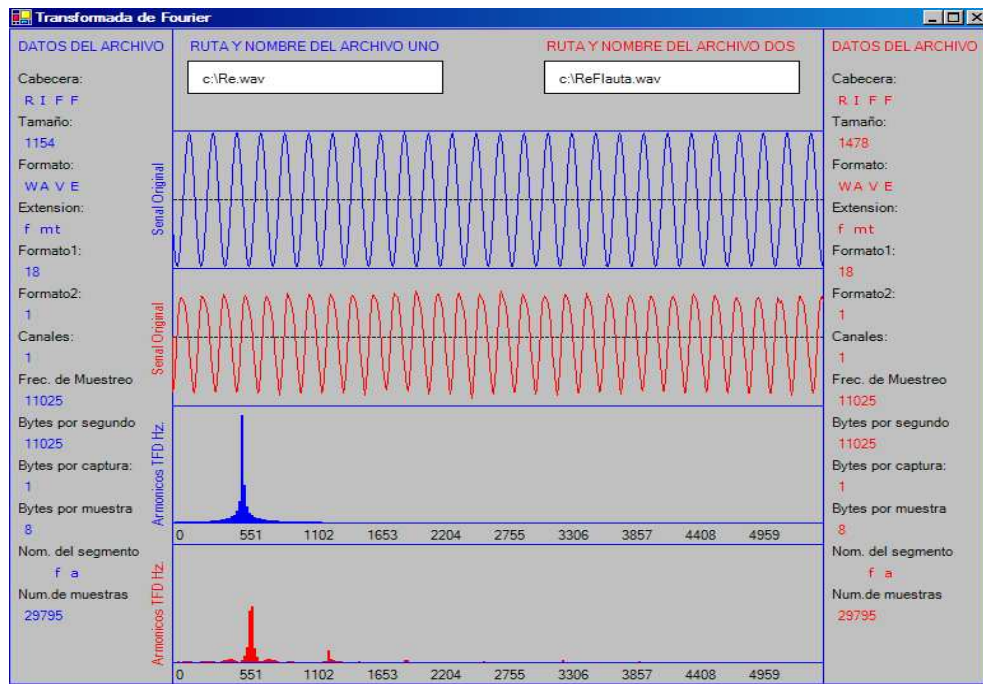 Transformada de Fourier
DATOS DEL ARCHIVO
Cabecera:
R I F F
Tamaño:
1154
Formato:
W A V E
Extension:
f mt
Formato1:
18
Formato2:
1
Canales:
1
Frec. de Muestreo
11025
Bytes por segundo
11025
Bytes por captura:
1
Bytes por muestra
8
Nom. del segmento
f a
Num.de muestras
29795
RUTA Y NOMBRE DEL ARCHIVO UNO
c:\Re.wav
RUTA Y NOMBRE DEL ARCHIVO DOS
c:\ReFlauta.wav
Senal Original
Senal Original
Armonicos TFD Hz.
0 551 1102 1653 2204 2755 3306 3857 4408 4959
Armonicos TFD Hz.
0 551 1102 1653 2204 2755 3306 3857 4408 4959
DATOS DEL ARCHIVO
Cabecera:
R I F F
Tamaño:
1478
Formato:
W A V E
Extension:
f mt
Formato1:
18
Formato2:
1
Canales:
1
Frec. de Muestreo
11025
Bytes por segundo
11025
Bytes por captura:
1
Bytes por muestra
8
Nom. del segmento
f a
Num.de muestras
29795